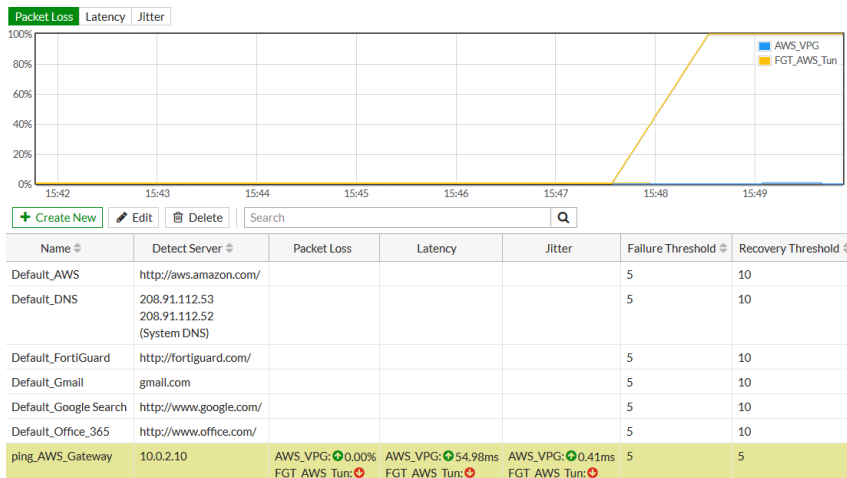 Packet Loss Latency Jitter
100%
AWS_VPG
80%
FGT_AWS_Tun
60%
40%
20%
0%
15:42 15:43 15:44 15:45 15:46 15:47 15:48 15:49
+ Create New Edit Delete Search
Name Detect Server Packet Loss Latency Jitter Failure Threshold Recovery Threshold
Default_AWS http://aws.amazon.com/ 5 10
Default_DNS 208.91.112.53 5 10
208.91.112.52
(System DNS)
Default_FortiGuard http://fortiguard.com/ 5 10
Default_Gmail gmail.com 5 10
Default_Google Search http://www.google.com/ 5 10
Default_Office_365 http://www.office.com/ 5 10
ping_AWS_Gateway 10.0.2.10 AWS_VPG: 0.00% AWS_VPG: 54.98ms AWS_VPG: 0.41ms 5 5
FGT_AWS_Tun: FGT_AWS_Tun: FGT_AWS_Tun: